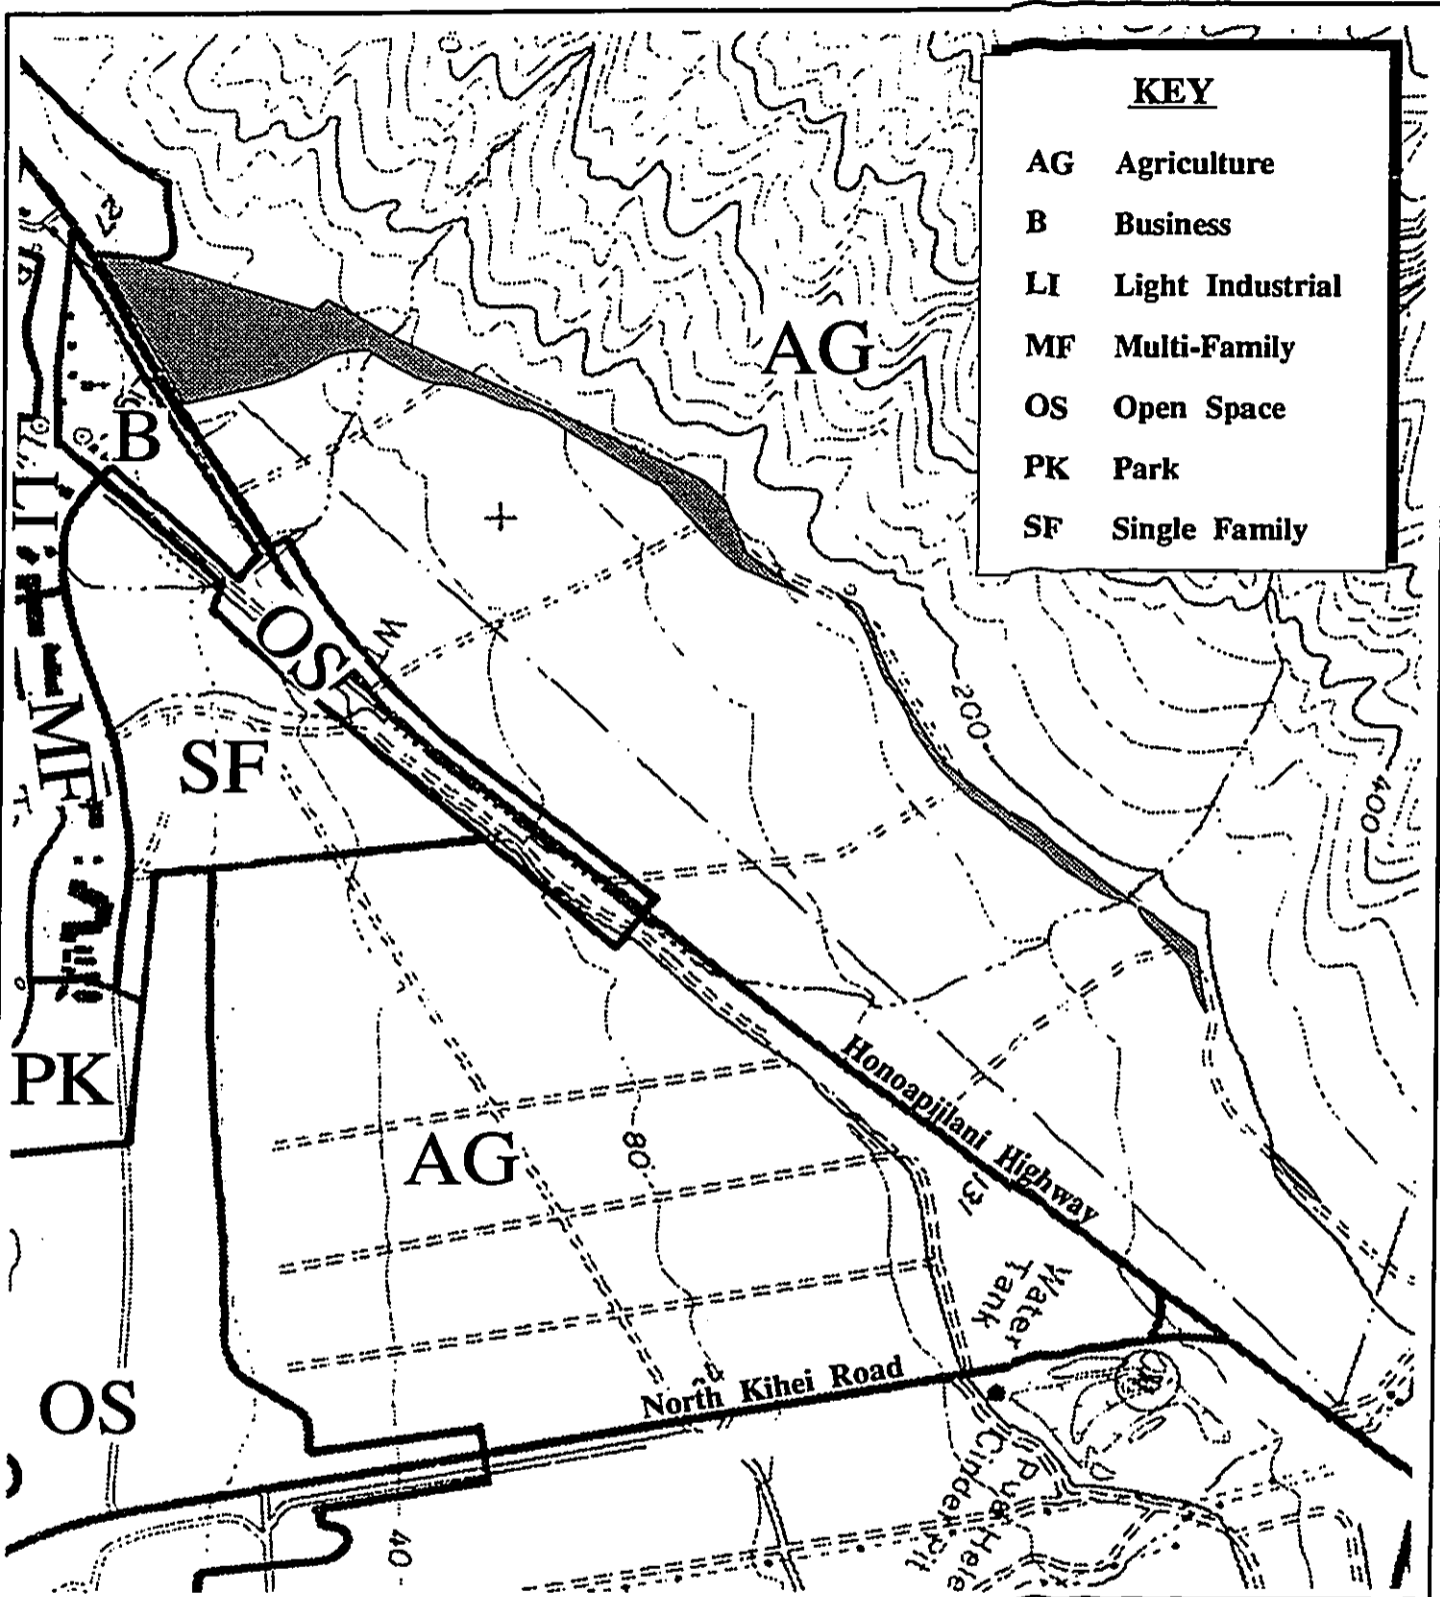 KEY
AG Agriculture
B Business
LI Light Industrial
MF Multi-Family
OS Open Space
PK Park
SF Single Family
AG
B
LI
OS
WT
200
MF
SF
400
PK
Honoapiilani Highway
AG
80
131
Water
Tank
North Kihei Road
OS
Puu Hele
Cinder Pit
40